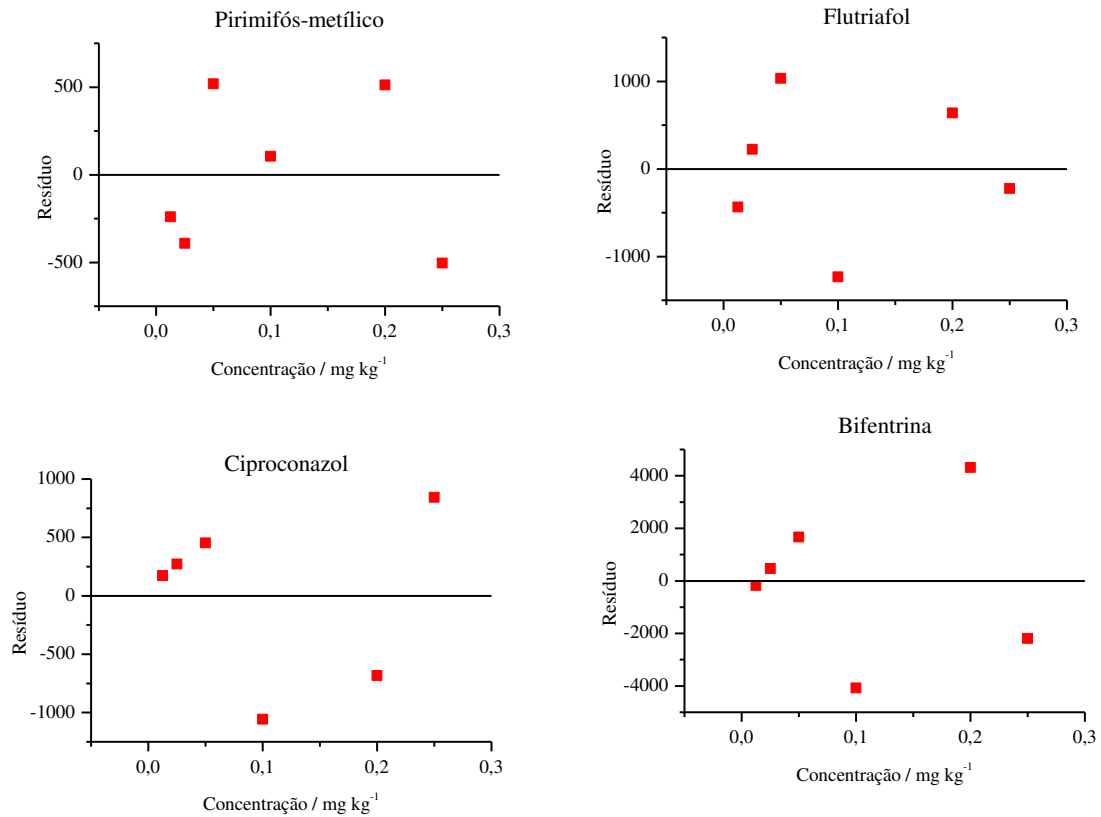 Pirimifós-metílico
500
0
-500
Resíduo
0,0 0,1 0,2 0,3
Concentração / mg kg-1
Flutriafol
1000
0
-1000
Resíduo
0,0 0,1 0,2 0,3
Concentração / mg kg-1
Ciproconazol
1000
500
0
-500
-1000
Resíduo
0,0 0,1 0,2 0,3
Concentração / mg kg-1
Bifentrina
4000
2000
0
-2000
-4000
Resíduo
0,0 0,1 0,2 0,3
Concentração / mg kg-1